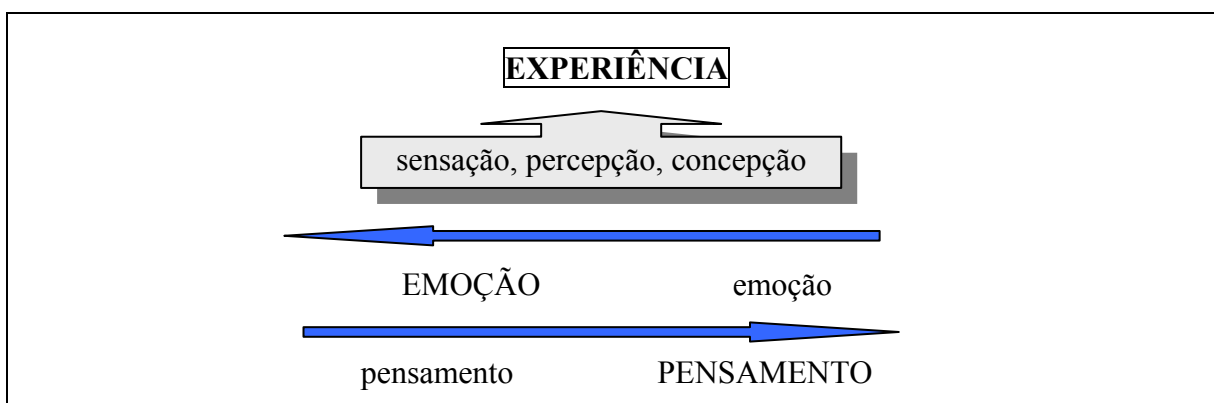 EXPERIÊNCIA
sensação, percepção, concepção
EMOÇÃO emoção
pensamento PENSAMENTO